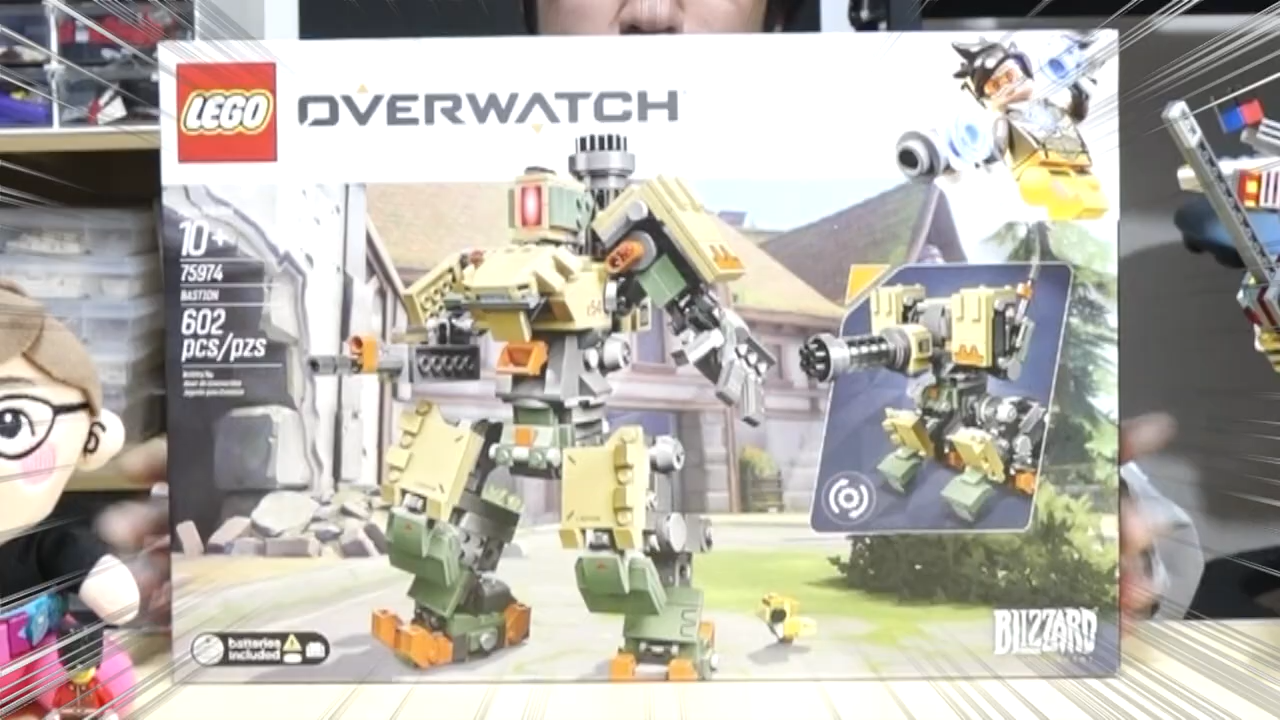 LEGO
OVERWATCH
10+
75974
BASTION
602
pcs/pzs
batteries
included
BLIZZARD